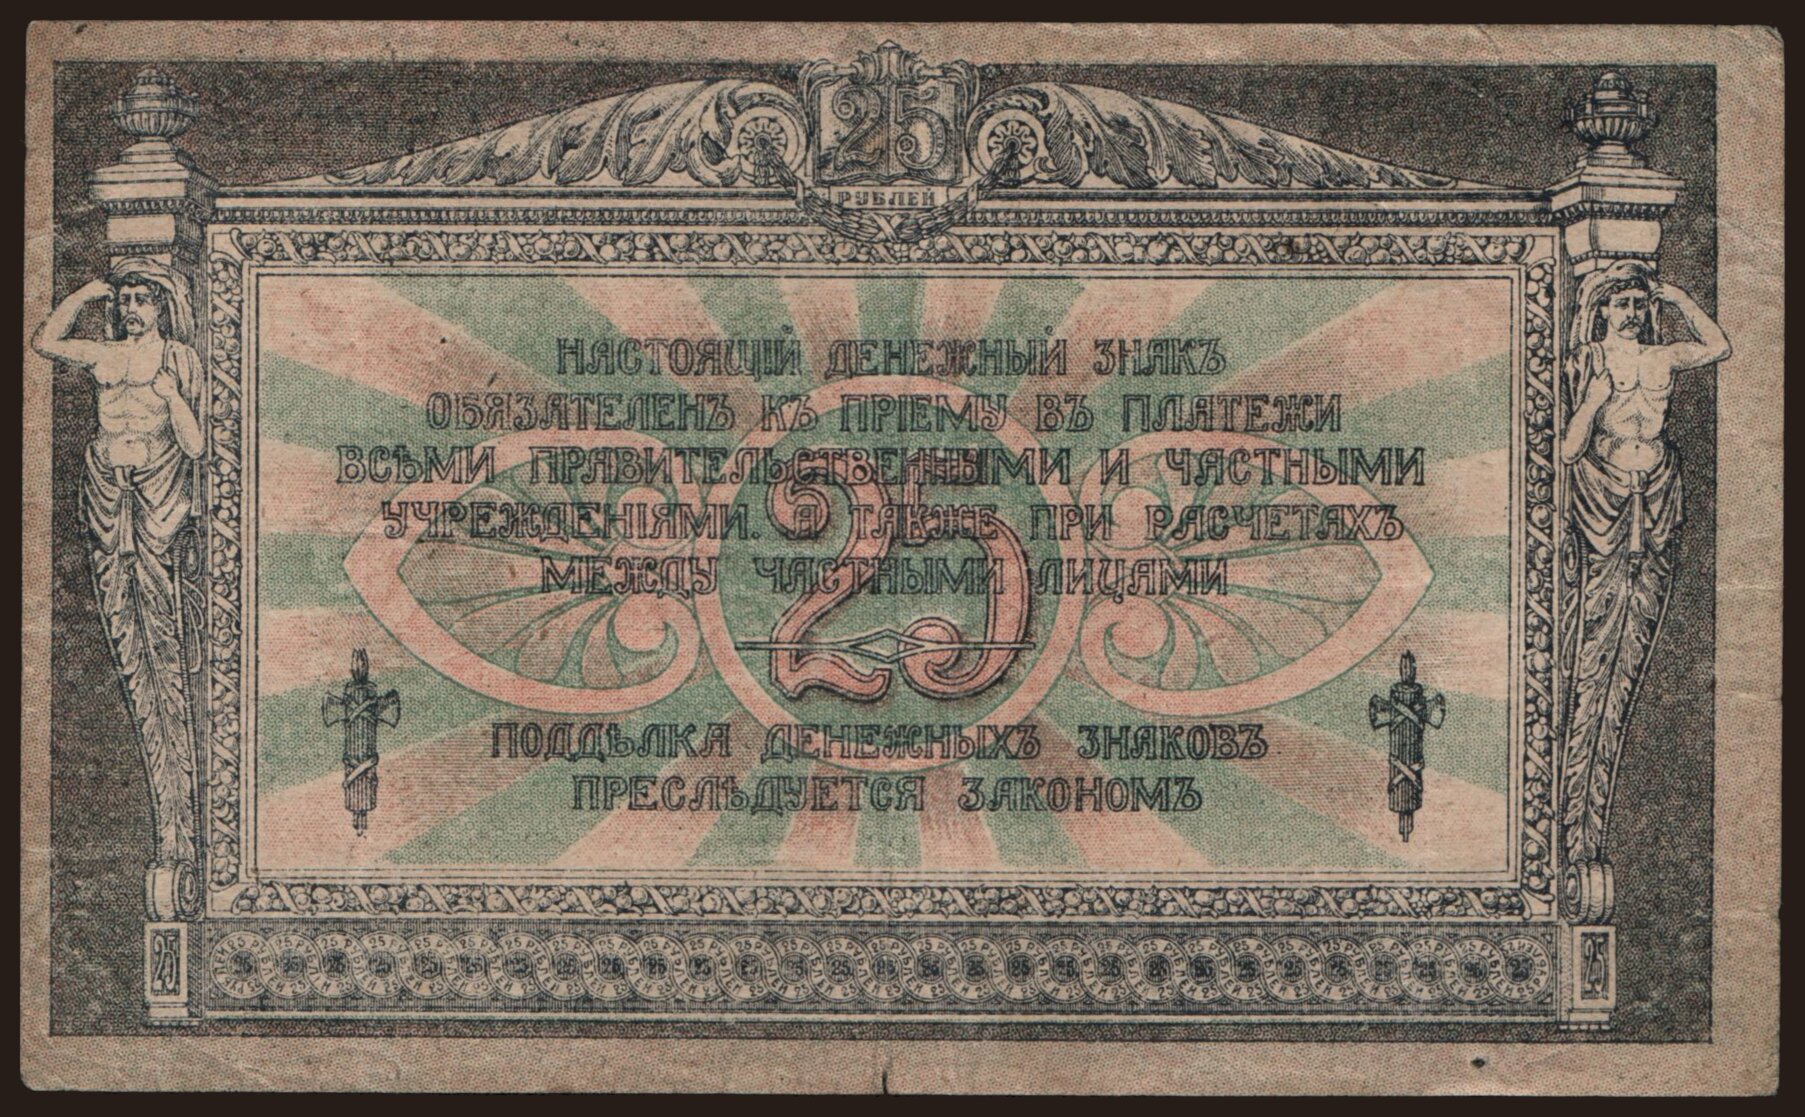 25
РУБЛЕЙ
НАСТОЯЩІЙ ДЕНЕЖНЫЙ ЗНАКЪ
ОБЯЗАТЕЛЕНЪ КЪ ПРІЕМУ ВЪ ПЛАТЕЖИ
ВСѢМИ ПРАВИТЕЛЬСТВЕННЫМИ И ЧАСТНЫМИ
УЧРЕЖДЕНІЯМИ. А ТАКЖЕ ПРИ РАСЧЕТАХЪ
МЕЖДУ ЧАСТНЫМИ ЛИЦАМИ
25
ПОДДѢЛКА ДЕНЕЖНЫХЪ ЗНАКОВЪ
ПРЕСЛѢДУЕТСЯ ЗАКОНОМЪ
25 25